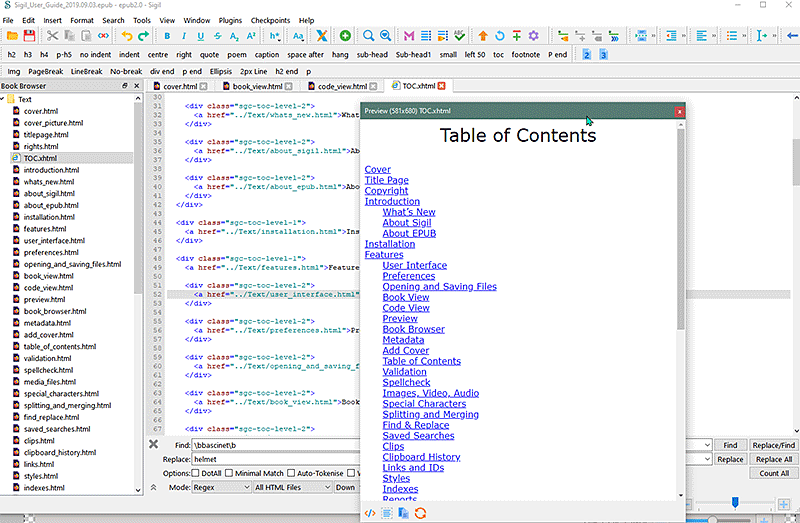 Sigil_User_Guide_2019.09.03.epub - epub2.0 - Sigil
File Edit Insert Format Search Tools View Window Plugins Checkpoints Help
h2 h3 h4 p-h5 no indent indent centre right quote poem caption space after hang sub-head Sub-head1 small left 50 toc footnote P end 2 3
Img PageBreak LineBreak No-break div end p end Ellipsis 2px Line h2 end p
Book Browser
cover.html book_view.html code_view.html TOC.xhtml
Text
cover.html
cover_picture.html
titlepage.html
rights.html
TOC.xhtml
introduction.html
whats_new.html
about_sigil.html
about_epub.html
installation.html
features.html
user_interface.html
preferences.html
opening_and_saving_files.html
book_view.html
code_view.html
preview.html
book_browser.html
metadata.html
add_cover.html
table_of_contents.html
validation.html
spellcheck.html
media_files.html
special_characters.html
splitting_and_merging.html
find_replace.html
saved_searches.html
clips.html
clipboard_history.html
links.html
styles.html
indexes.html
30
31 <div class="sgc-toc-level-2">
32 <a href="../Text/whats_new.html">What
33 </div>
34
35 <div class="sgc-toc-level-2">
36 <a href="../Text/about_sigil.html">Ab
37 </div>
38
39 <div class="sgc-toc-level-2">
40 <a href="../Text/about_epub.html">Abo
41 </div>
42
43 <div class="sgc-toc-level-1">
44 <a href="../Text/installation.html">Ins
45 </div>
46
47
48 <div class="sgc-toc-level-1">
49 <a href="../Text/features.html">Feature
50
51 <div class="sgc-toc-level-2">
52 <a href="../Text/user_interface.html"
53 </div>
54
55 <div class="sgc-toc-level-2">
56 <a href="../Text/preferences.html">Pr
57 </div>
58
59 <div class="sgc-toc-level-2">
60 <a href="../Text/opening_and_saving_f
61 </div>
62
63 <div class="sgc-toc-level-2">
64 <a href="../Text/book_view.html">Book
65 </div>
66
67 <div class="sgc-toc-level-2">
Preview (581x680) TOC.xhtml
Table of Contents
Cover
Title Page
Copyright
Introduction
What's New
About Sigil
About EPUB
Installation
Features
User Interface
Preferences
Opening and Saving Files
Book View
Code View
Preview
Book Browser
Metadata
Add Cover
Table of Contents
Validation
Spellcheck
Images, Video, Audio
Special Characters
Splitting and Merging
Find & Replace
Saved Searches
Clips
Clipboard History
Links and IDs
Styles
Indexes
Reports
Find: \bbascinet\b Find Replace/Find
Replace: helmet Replace Replace All
Options: DotAll Minimal Match Auto-Tokenise Count All
Mode: Regex All HTML Files Down